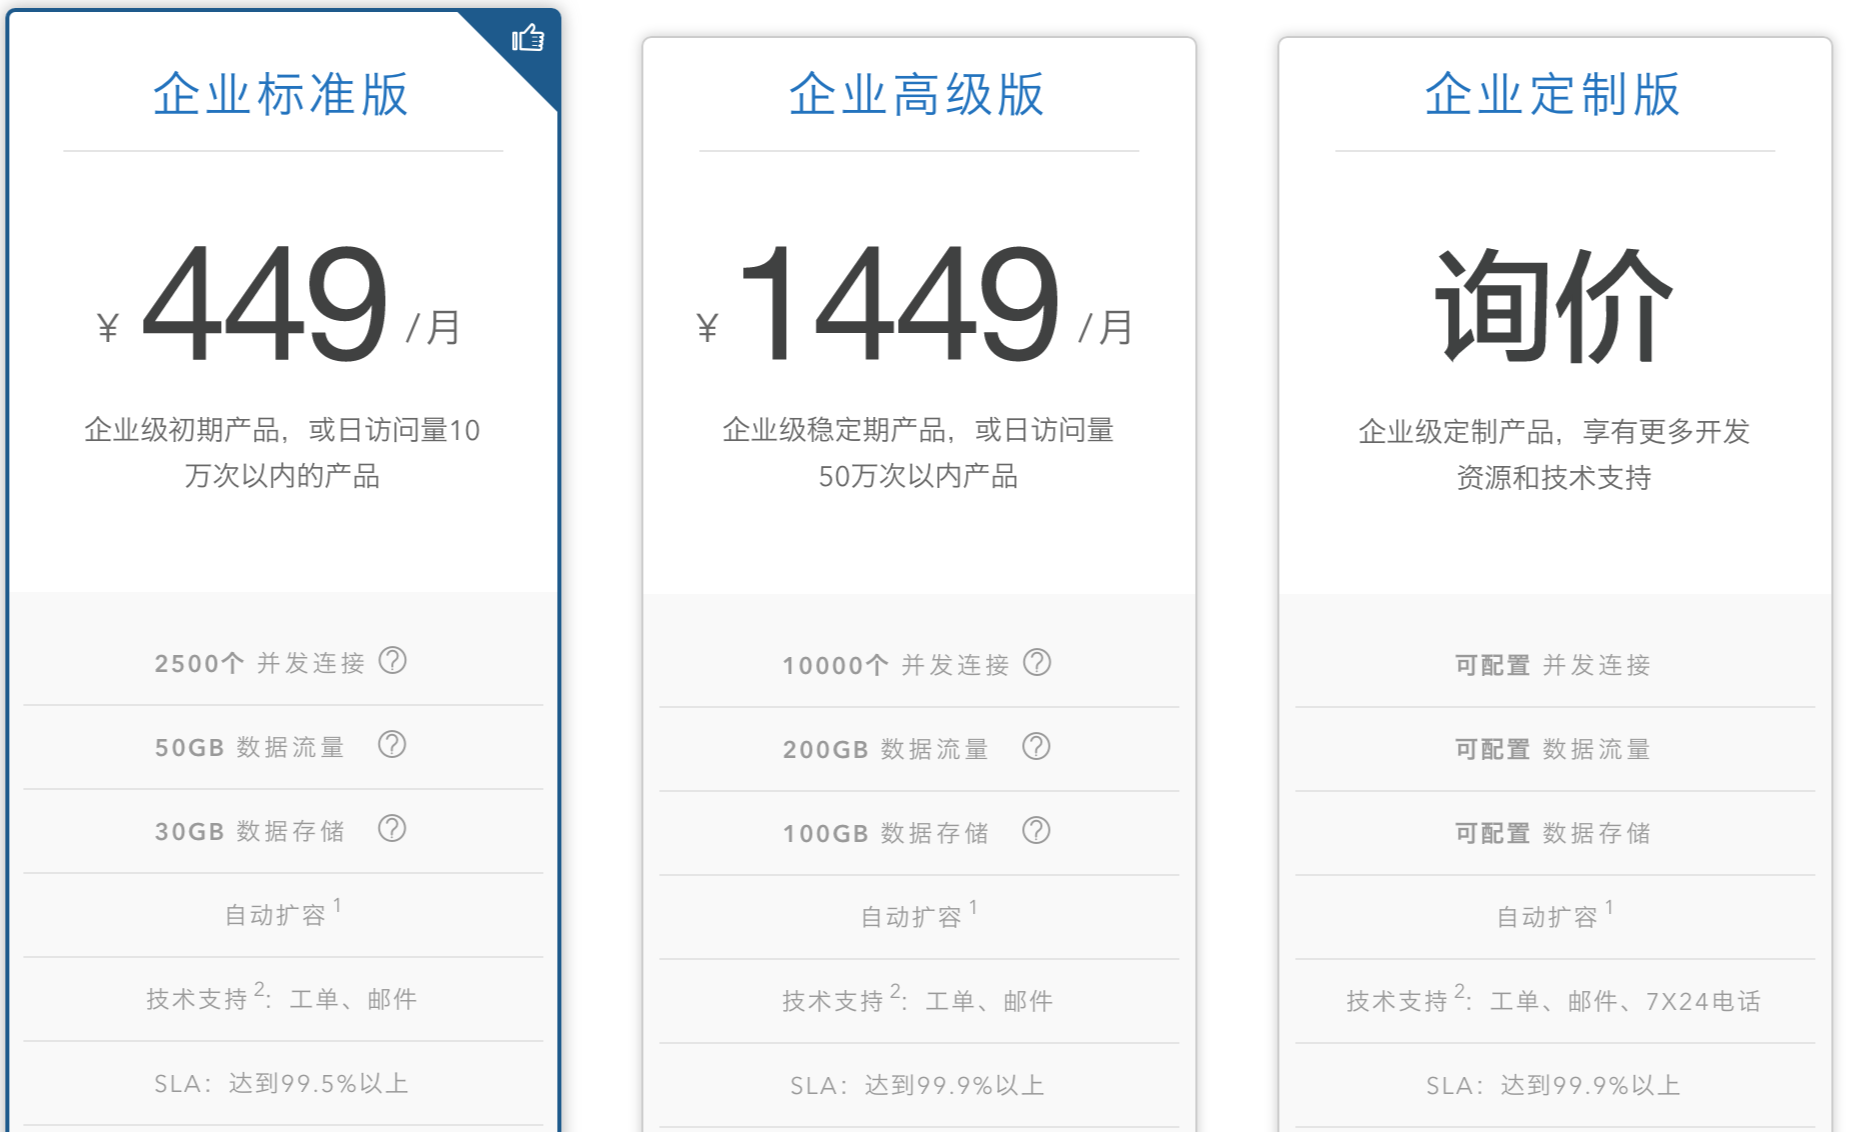 企业标准版
¥ 449 /月
企业级初期产品，或日访问量10
万次以内的产品
2500个 并发连接 ?
50GB 数据流量 ?
30GB 数据存储 ?
自动扩容 1
技术支持 2：工单、邮件
SLA：达到99.5%以上
企业高级版
¥ 1449 /月
企业级稳定期产品，或日访问量
50万次以内产品
10000个 并发连接 ?
200GB 数据流量 ?
100GB 数据存储 ?
自动扩容 1
技术支持 2：工单、邮件
SLA：达到99.9%以上
企业定制版
询价
企业级定制产品，享有更多开发
资源和技术支持
可配置 并发连接
可配置 数据流量
可配置 数据存储
自动扩容 1
技术支持 2：工单、邮件、7X24电话
SLA：达到99.9%以上